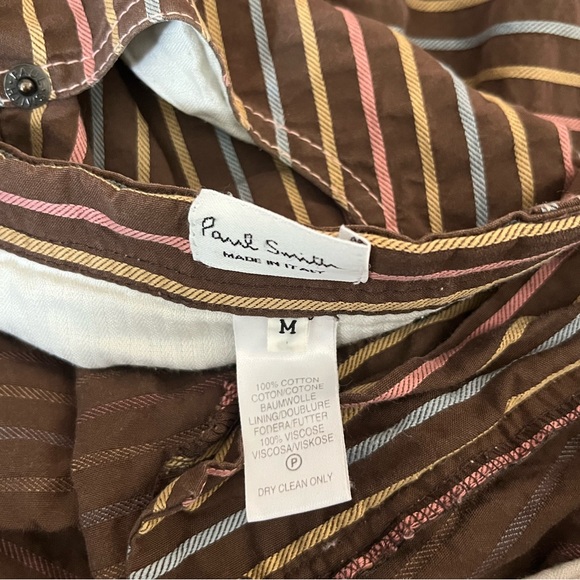 Paul Smith
MADE IN ITALY
M
100% COTTON
COTON/COTONE
BAUMWOLLE
LINING/DOUBLURE
FODERA/FUTTER
100% VISCOSE
VISCOSA/VISKOSE
P
DRY CLEAN ONLY